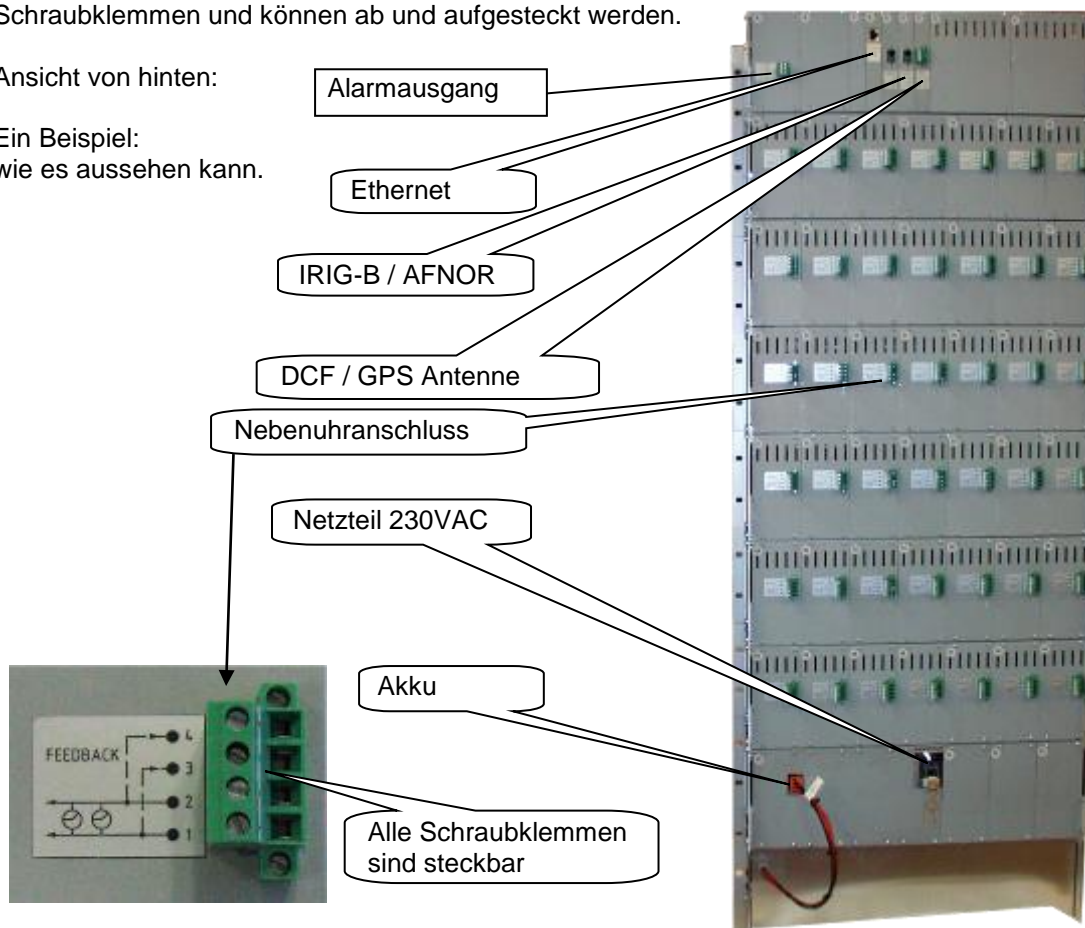 Schraubklemmen und können ab und aufgesteckt werden.
Ansicht von hinten:
Ein Beispiel:
wie es aussehen kann.
Alarmausgang
Ethernet
IRIG-B / AFNOR
DCF / GPS Antenne
Nebenuhranschluss
Netzteil 230VAC
Akku
Alle Schraubklemmen
sind steckbar
FEEDBACK
4
3
2
1